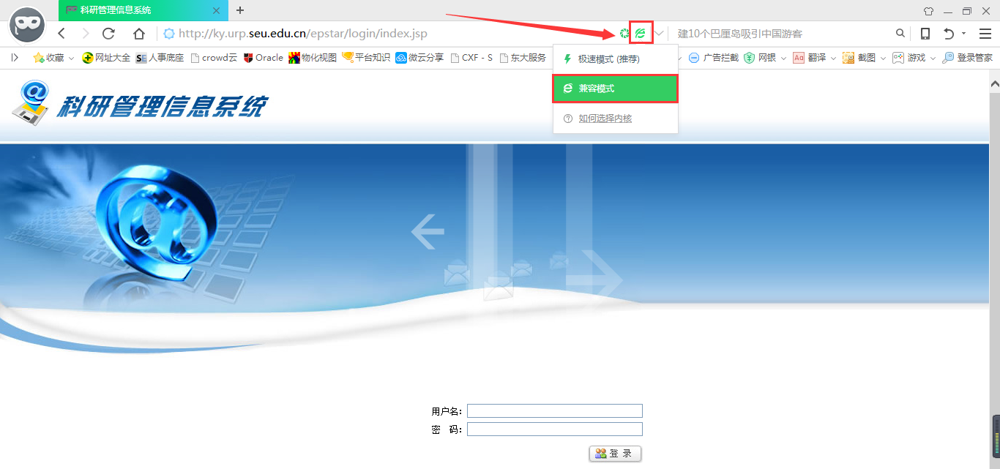 科研管理信息系统
http://ky.urp.seu.edu.cn/epstar/login/index.jsp
建10个巴厘岛吸引中国游客
收藏 网址大全 SE 人事底座 crowd云 Oracle 物化视图 平台知识 微云分享 CXF - S 东大服务 广告拦截 网银 Aa 翻译 截图 游戏 登录管家
极速模式 (推荐)
兼容模式
如何选择内核
科研管理信息系统
用户名:
密 码:
登 录